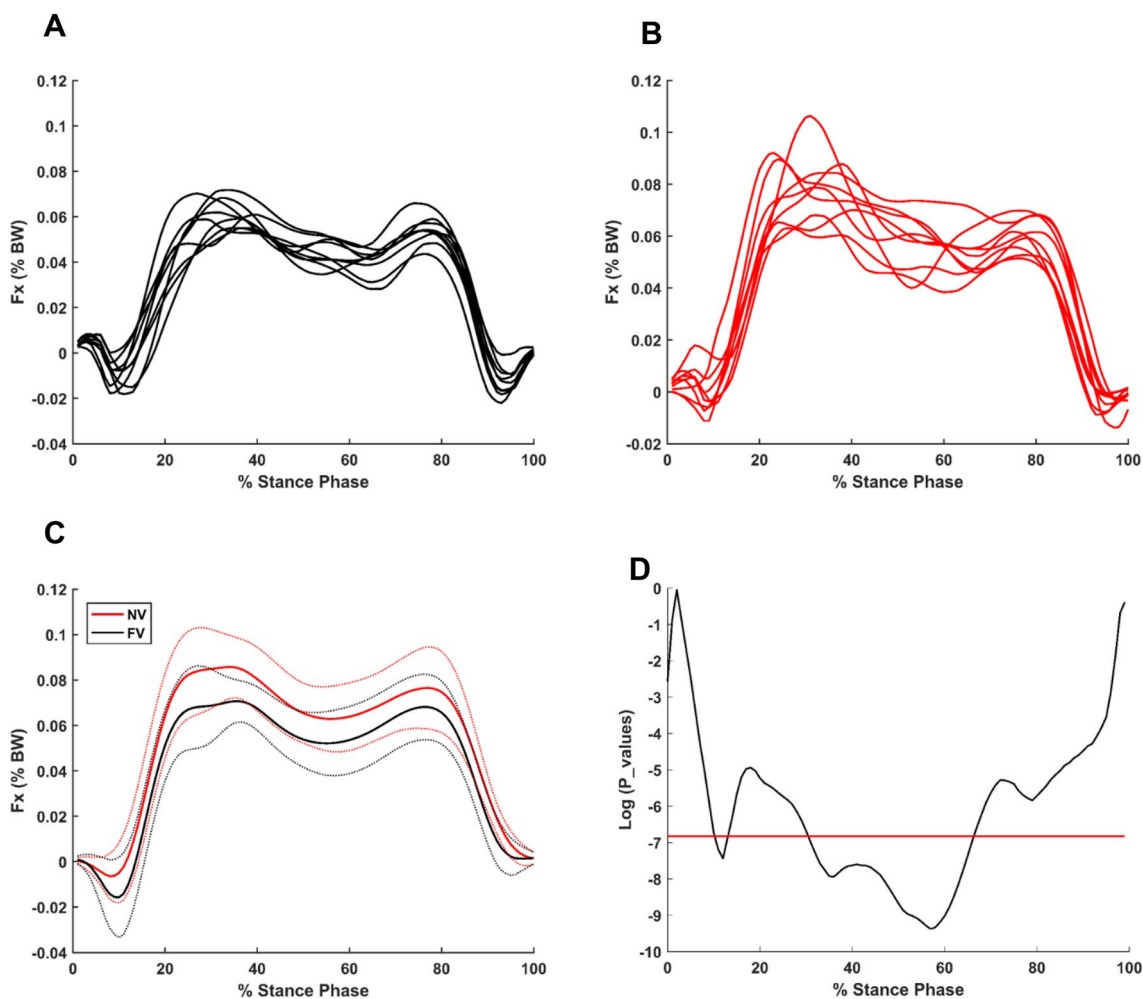 A
0.12
0.1
0.08
0.06
0.04
0.02
0
-0.02
-0.04
Fx (% BW)
0 20 40 60 80 100
% Stance Phase
B
0.12
0.1
0.08
0.06
0.04
0.02
0
-0.02
Fx (% BW)
0 20 40 60 80 100
% Stance Phase
C
0.12
0.1
0.08
0.06
0.04
0.02
0
-0.02
-0.04
Fx (% BW)
NV
FV
0 20 40 60 80 100
% Stance Phase
D
0
-1
-2
-3
-4
-5
-6
-7
-8
-9
-10
Log (P_values)
0 20 40 60 80 100
% Stance Phase